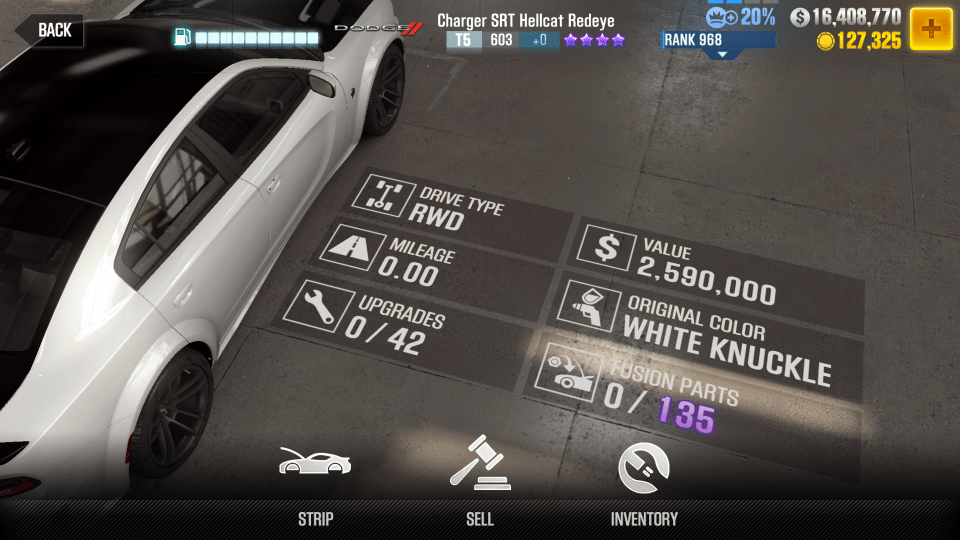 BACK
DODGE
Charger SRT Hellcat Redeye
T5 603 +0
20%
RANK 968
$ 16,408,770
127,325
+
DRIVE TYPE
RWD
MILEAGE
0.00
UPGRADES
0 / 42
$ VALUE
2,590,000
ORIGINAL COLOR
WHITE KNUCKLE
FUSION PARTS
0 / 135
STRIP
SELL
INVENTORY